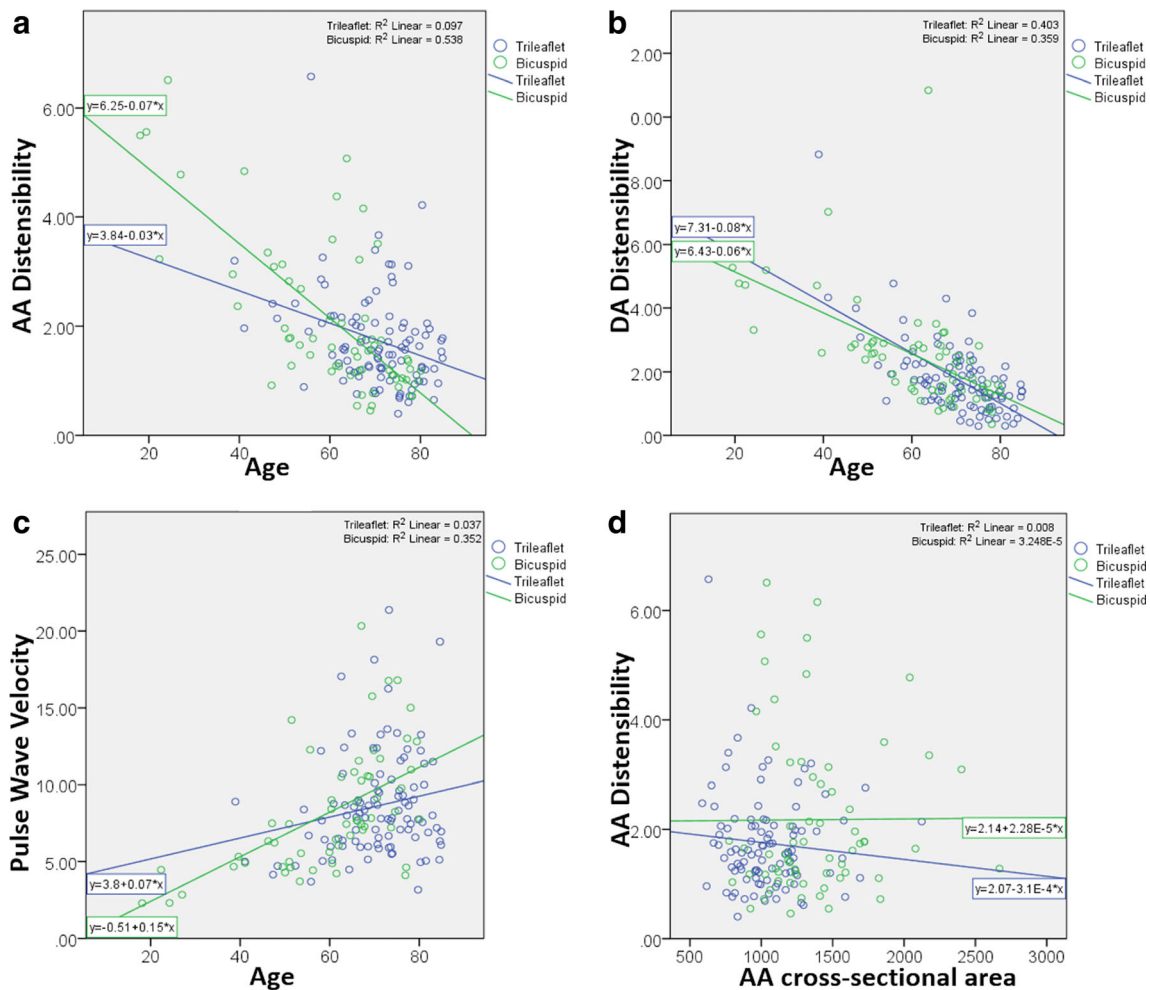 a
Trileaflet: R2 Linear = 0.097
Bicuspid: R2 Linear = 0.538
Trileaflet
Bicuspid
Trileaflet
Bicuspid
y=6.25-0.07*x
y=3.84-0.03*x
6.00
4.00
2.00
.00
AA Distensibility
20 40 60 80
Age
b
Trileaflet: R2 Linear = 0.403
Bicuspid: R2 Linear = 0.359
Trileaflet
Bicuspid
Trileaflet
Bicuspid
y=7.31-0.08*x
y=6.43-0.06*x
2.00
0.00
8.00
6.00
4.00
2.00
.00
DA Distensibility
20 40 60 80
Age
c
Trileaflet: R2 Linear = 0.037
Bicuspid: R2 Linear = 0.352
Trileaflet
Bicuspid
Trileaflet
Bicuspid
25.00
20.00
15.00
10.00
5.00
.00
Pulse Wave Velocity
y=3.8+0.07*x
y=-0.51+0.15*x
20 40 60 80
Age
d
Trileaflet: R2 Linear = 0.008
Bicuspid: R2 Linear = 3.248E-5
Trileaflet
Bicuspid
Trileaflet
Bicuspid
6.00
4.00
2.00
.00
AA Distensibility
y=2.14+2.28E-5*x
y=2.07-3.1E-4*x
500 1000 1500 2000 2500 3000
AA cross-sectional area